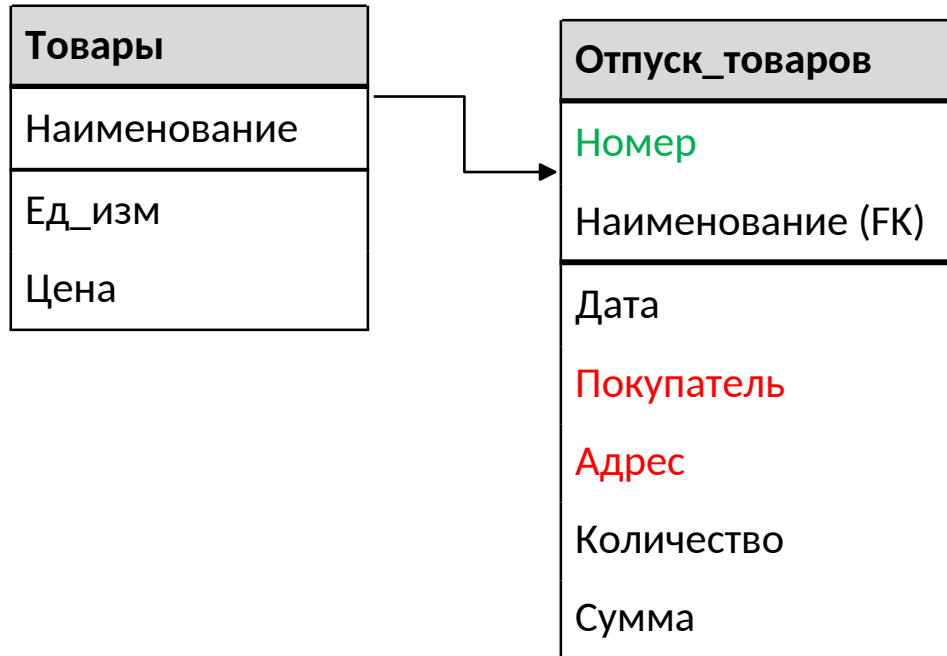 Товары
Наименование
Ед_изм
Цена
Отпуск_товаров
Номер
Наименование (FK)
Дата
Покупатель
Адрес
Количество
Сумма